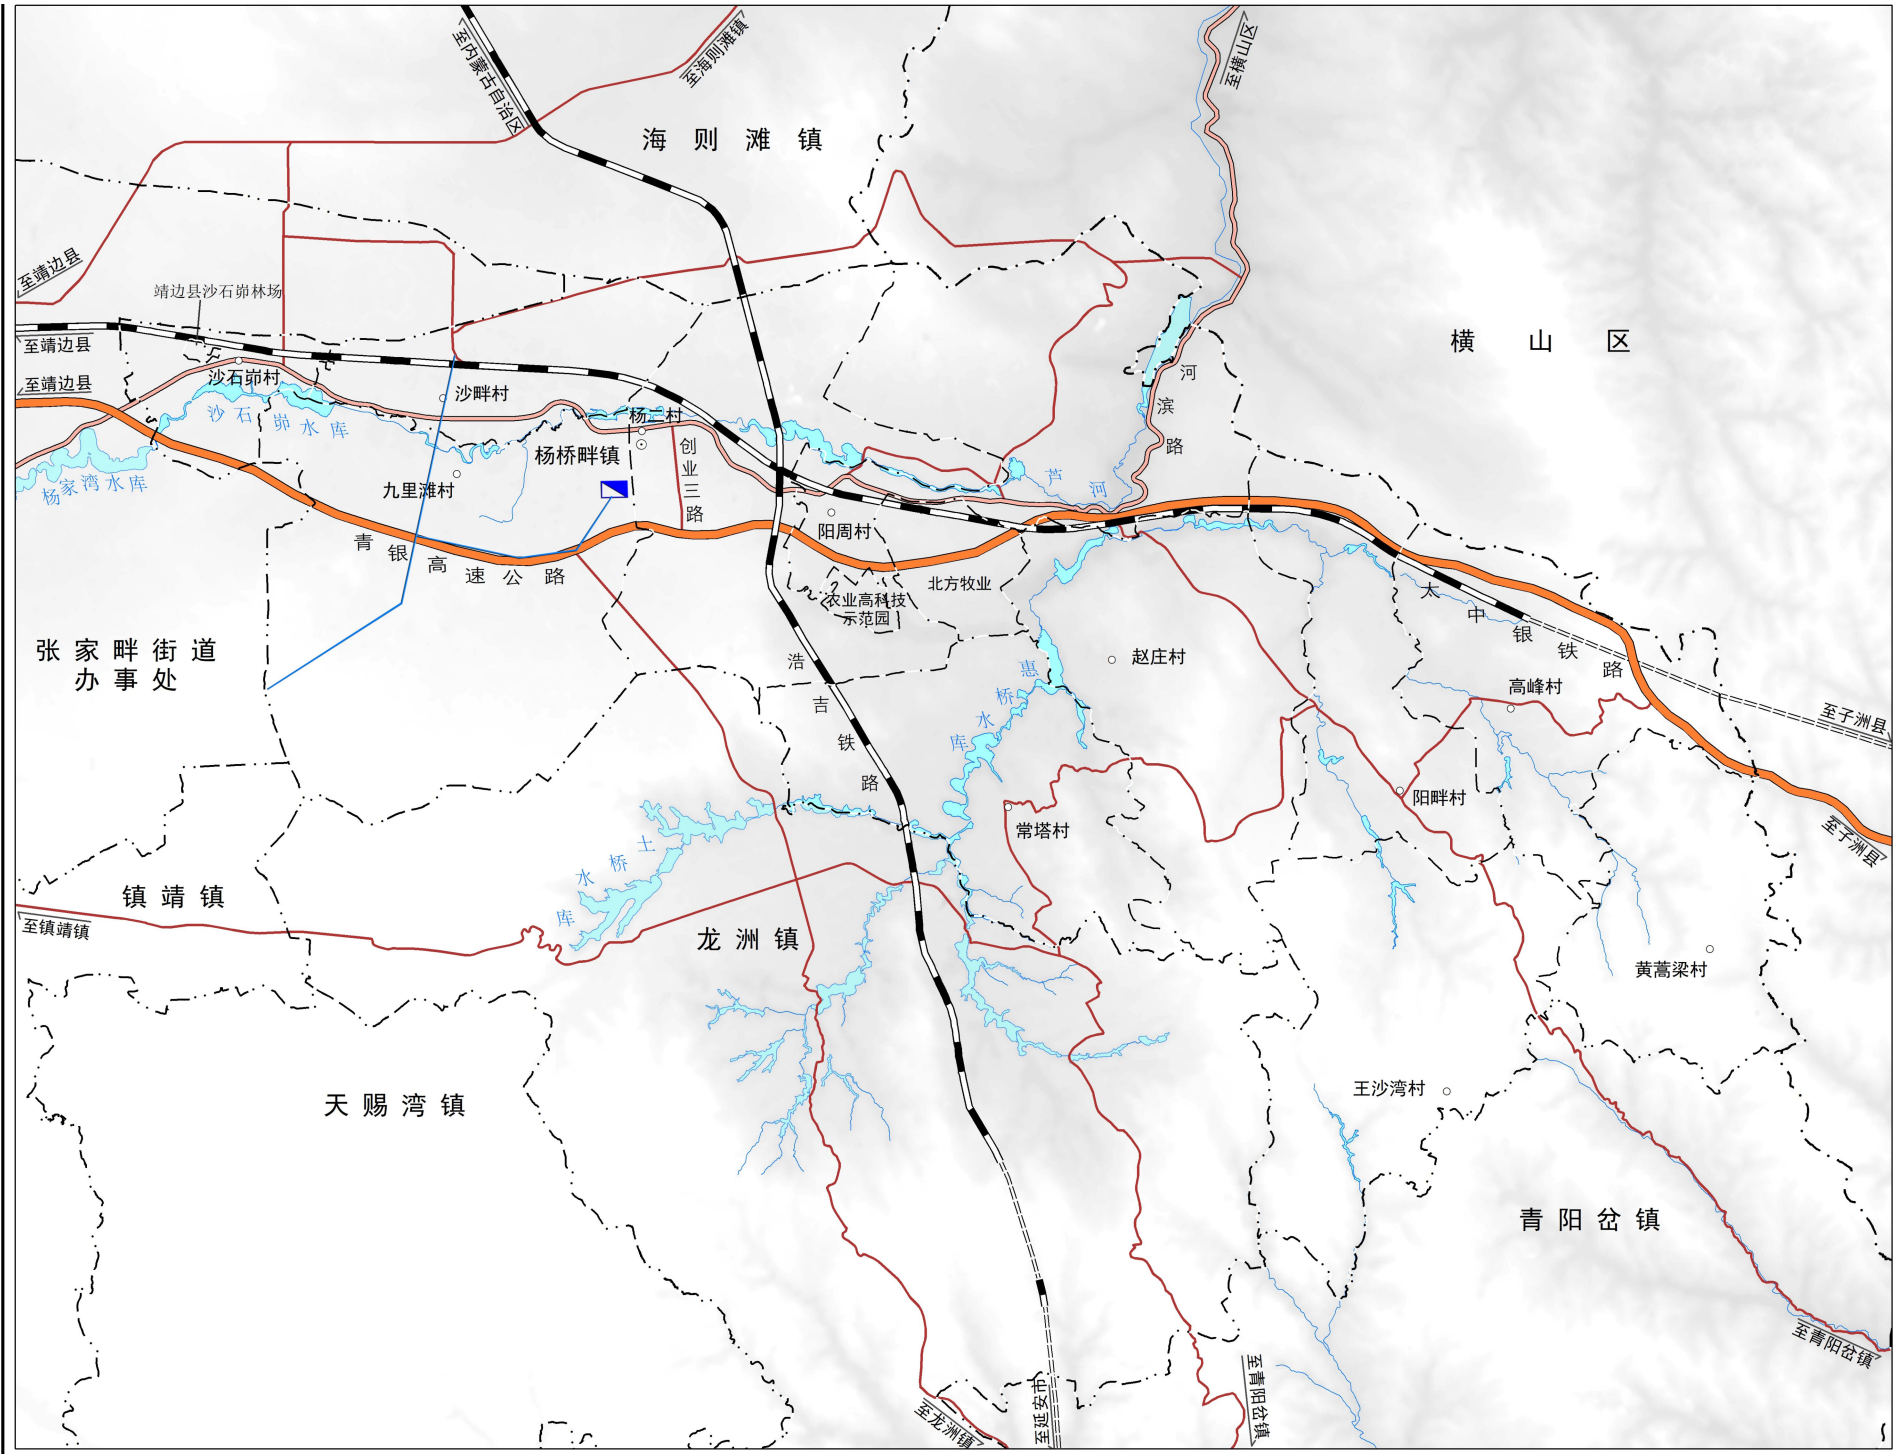 至内蒙古自治区
至海则滩镇
至横山区
海则滩镇
至靖边县
靖边县沙石峁林场
至靖边县
横山区
至靖边县
沙石峁村
沙畔村
河滨路
沙石峁水库
杨二村
杨桥畔镇
创业三路
杨家湾水库
九里滩村
芦河
阳周村
青银高速公路
北方牧业
农业高科技
示范园
太中银铁路
张家畔街道
办事处
浩吉铁路
惠桥水库
赵庄村
高峰村
至子洲县
阳畔村
常塔村
至子洲县
土桥水库
镇靖镇
至镇靖镇
龙洲镇
黄蒿梁村
天赐湾镇
王沙湾村
青阳岔镇
至青阳岔镇
至龙洲镇
至延安市
至青阳岔镇